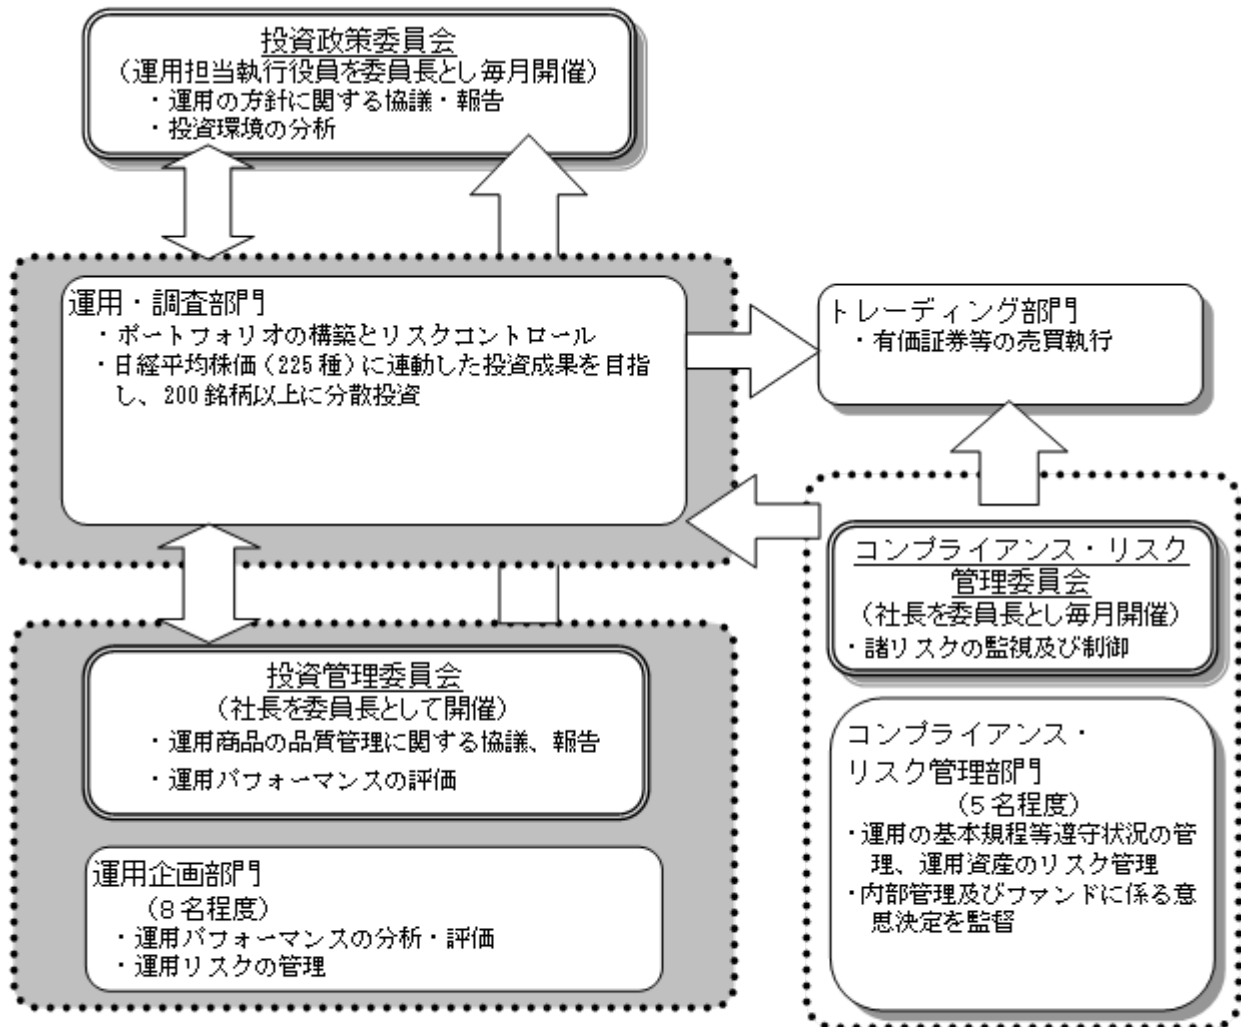 投資政策委員会
（運用担当執行役員を委員長とし毎月開催）
・運用の方針に関する協議・報告
・投資環境の分析
運用・調査部門
・ポートフォリオの構築とリスクコントロール
・日経平均株価（225種）に連動した投資成果を目指
し、200銘柄以上に分散投資
トレーディング部門
・有価証券等の売買執行
コンプライアンス・リスク
管理委員会
（社長を委員長とし毎月開催）
・諸リスクの監視及び制御
投資管理委員会
（社長を委員長として開催）
・運用商品の品質管理に関する協議、報告
・運用パフォーマンスの評価
コンプライアンス・
リスク管理部門
（５名程度）
・運用の基本規程等遵守状況の管
理、運用資産のリスク管理
・内部管理及びファンドに係る意
思決定を監督
運用企画部門
（８名程度）
・運用パフォーマンスの分析・評価
・運用リスクの管理